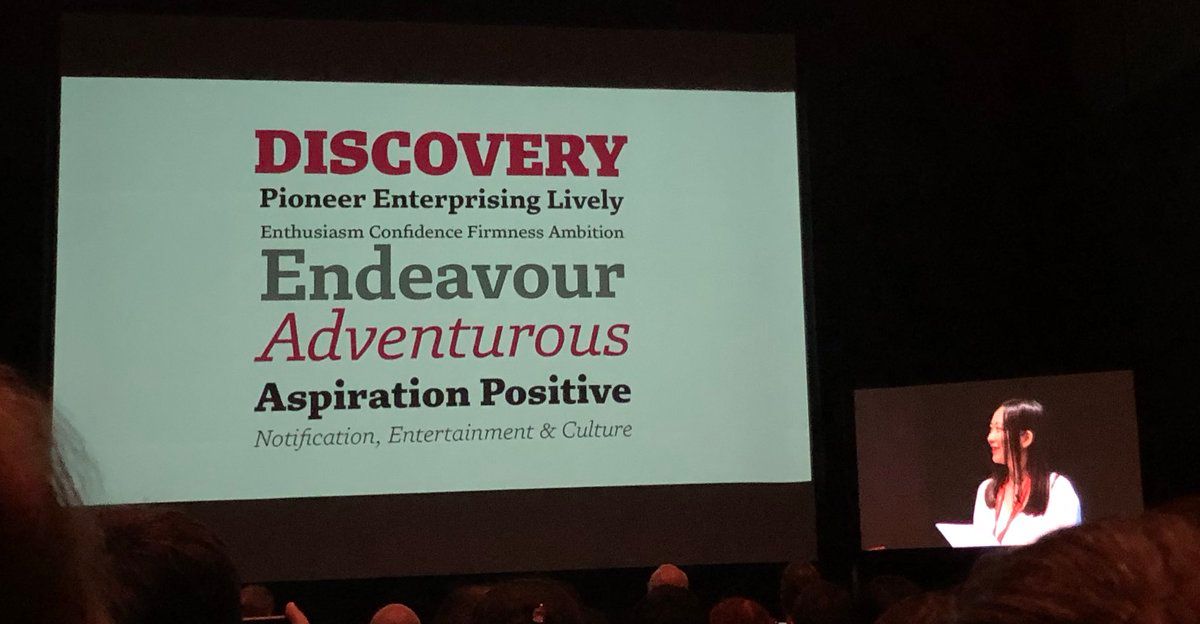 DISCOVERY
Pioneer Enterprising Lively
Enthusiasm Confidence Firmness Ambition
Endeavour
Adventurous
Aspiration Positive
Notification, Entertainment & Culture